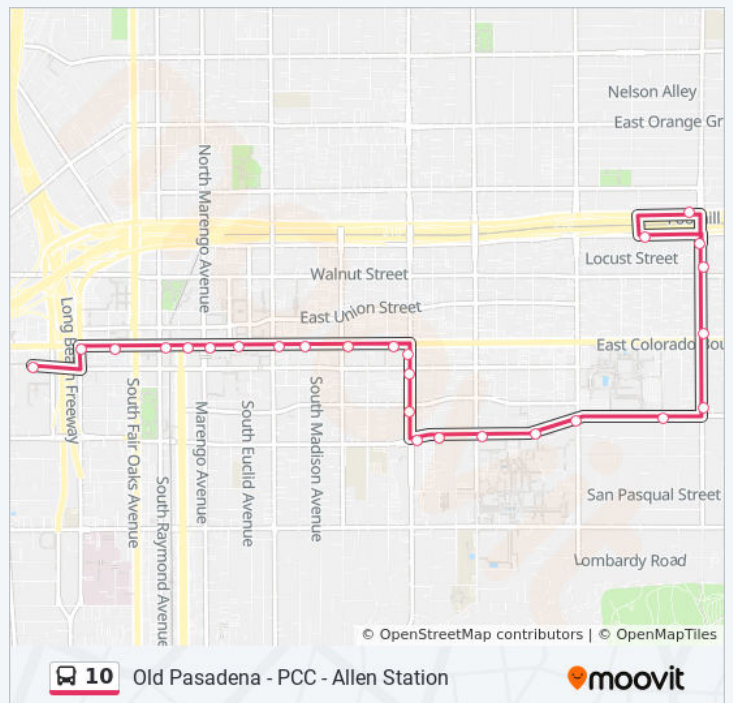 Nelson Alley
East Orange Gr
North Marengo Avenue
Locust Street
Walnut Street
East Union Street
Long Beach Freeway
East Colorado Bou
South Fair Oaks Avenue
Marengo Avenue
South Euclid Avenue
South Madison Avenue
South Raymond Avenue
San Pasqual Street
Lombardy Road
© OpenStreetMap contributors | © OpenMapTiles
10 Old Pasadena - PCC - Allen Station
moovit